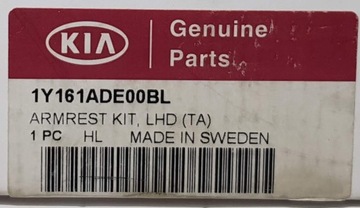 KIA
Genuine
Parts
1Y161ADE00BL
ARMREST KIT, LHD (TA)
1 PC HL MADE IN SWEDEN